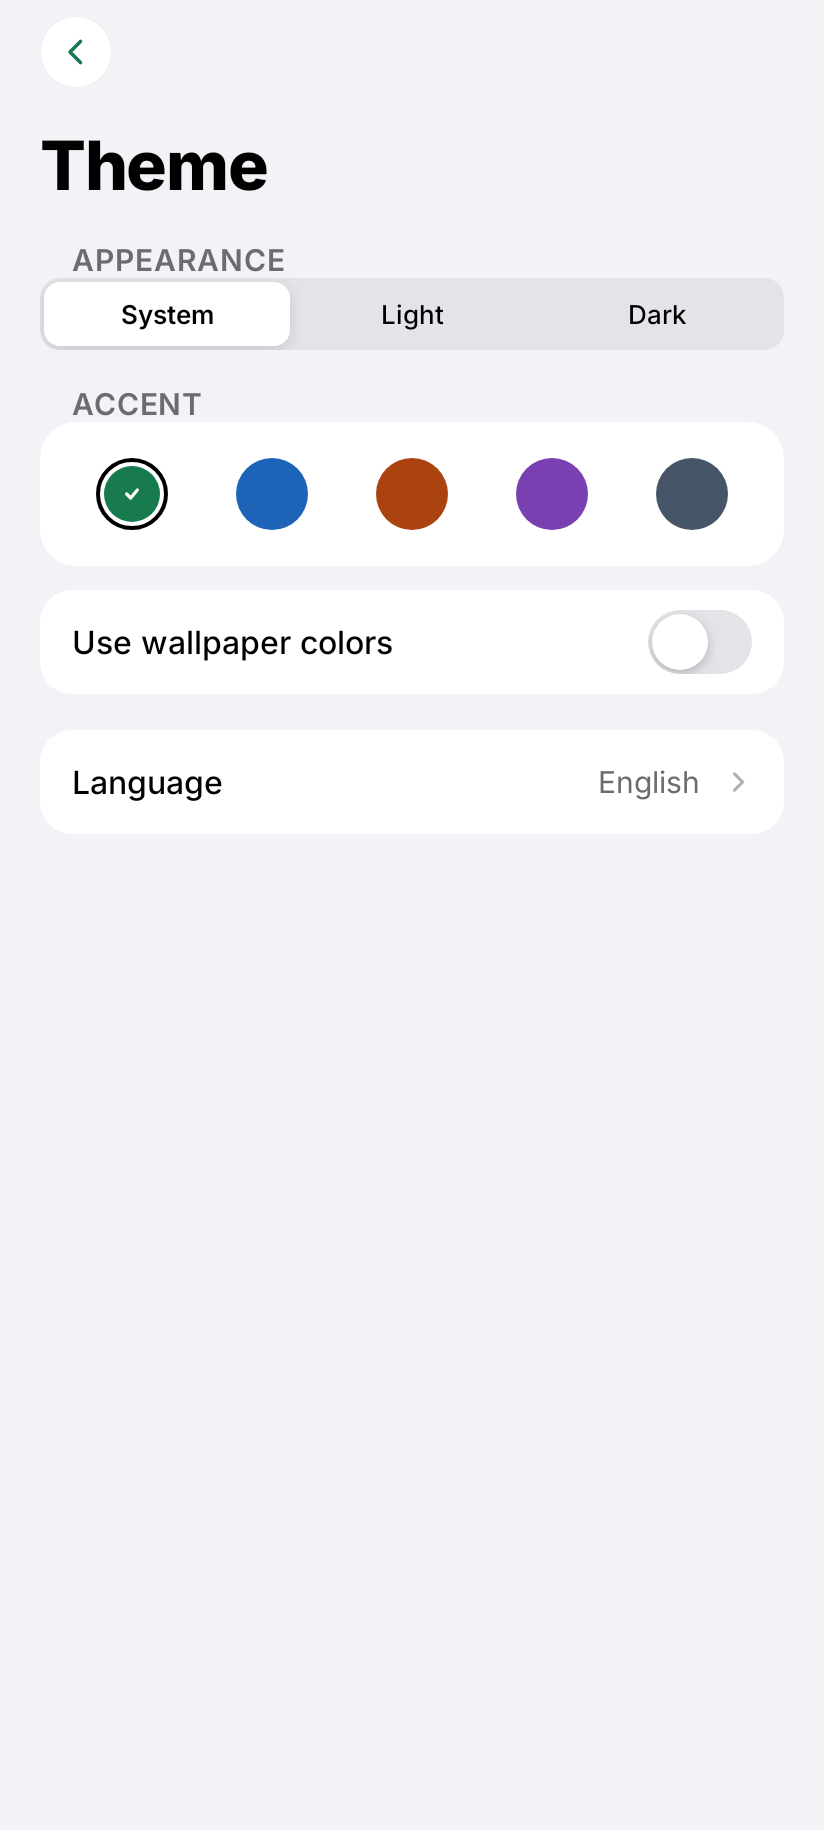 Theme
APPEARANCE
System Light Dark
ACCENT
Use wallpaper colors
Language English